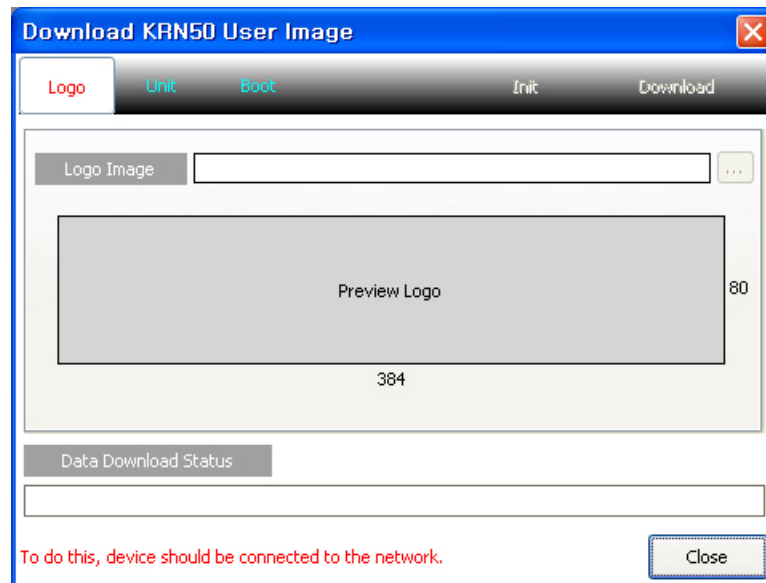 Download KRN50 User Image
Logo Unit Boot Init Download
Logo Image ...
Preview Logo
80
384
Data Download Status
To do this, device should be connected to the network.
Close